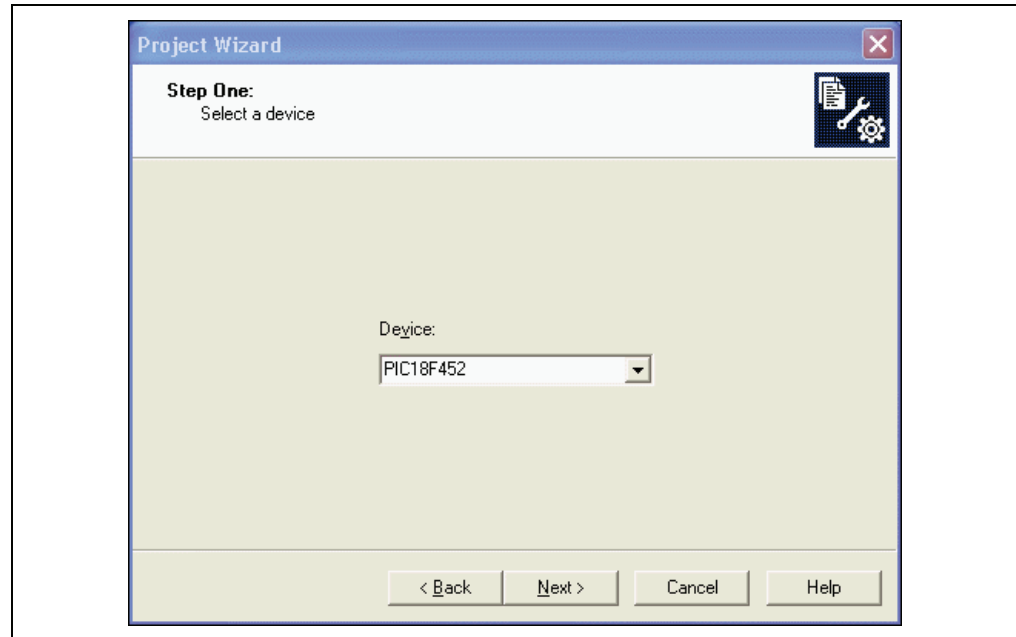 Project Wizard
Step One:
Select a device
Device:
PIC18F452
< Back Next > Cancel Help